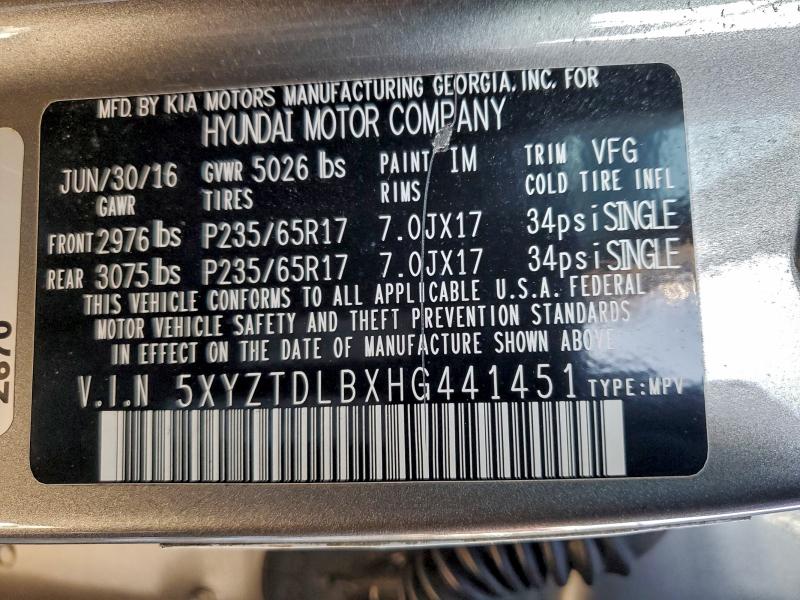 MFD. BY KIA MOTORS MANUFACTURING GEORGIA, INC. FOR
HYUNDAI MOTOR COMPANY
JUN/30/16 GVWR 5026 lbs PAINT IM TRIM VFG
GAWR TIRES RIMS COLD TIRE INFL
FRONT 2976 lbs P235/65R17 7.0JX17 34psi SINGLE
REAR 3075 lbs P235/65R17 7.0JX17 34psi SINGLE
THIS VEHICLE CONFORMS TO ALL APPLICABLE U.S.A. FEDERAL
MOTOR VEHICLE SAFETY AND THEFT PREVENTION STANDARDS
IN EFFECT ON THE DATE OF MANUFACTURE SHOWN ABOVE
V.I.N 5XYZTDLBXHG441451 TYPE:MPV